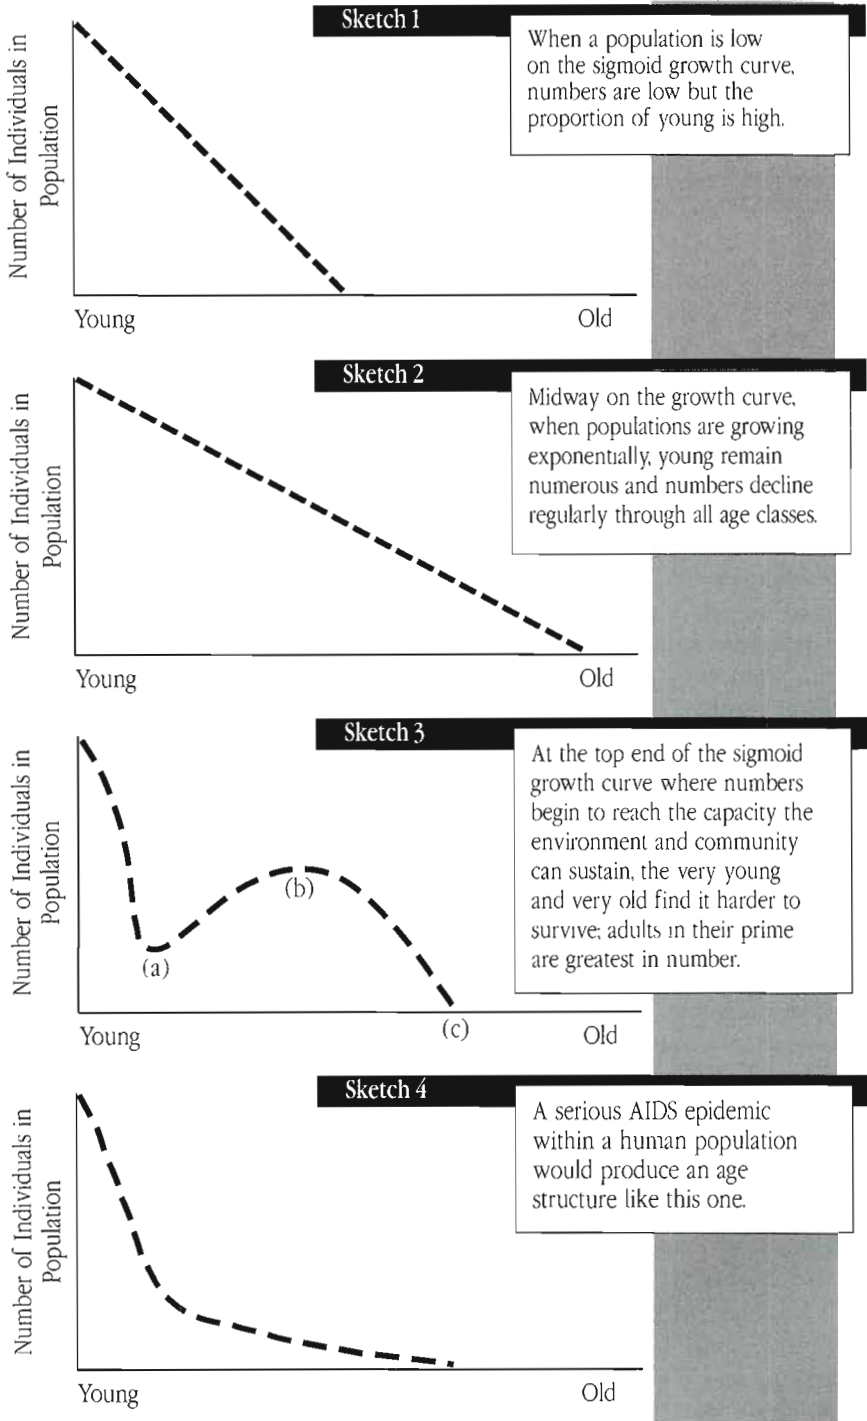 Sketch 1
When a population is low
on the sigmoid growth curve,
numbers are low but the
proportion of young is high.
Number of Individuals in
Population
Young
Old
Sketch 2
Midway on the growth curve,
when populations are growing
exponentially, young remain
numerous and numbers decline
regularly through all age classes.
Number of Individuals in
Population
Young
Old
Sketch 3
At the top end of the sigmoid
growth curve where numbers
begin to reach the capacity the
environment and community
can sustain, the very young
and very old find it harder to
survive; adults in their prime
are greatest in number.
Number of Individuals in
Population
(a)
(b)
(c)
Young
Old
Sketch 4
A serious AIDS epidemic
within a human population
would produce an age
structure like this one.
Number of Individuals in
Population
Young
Old